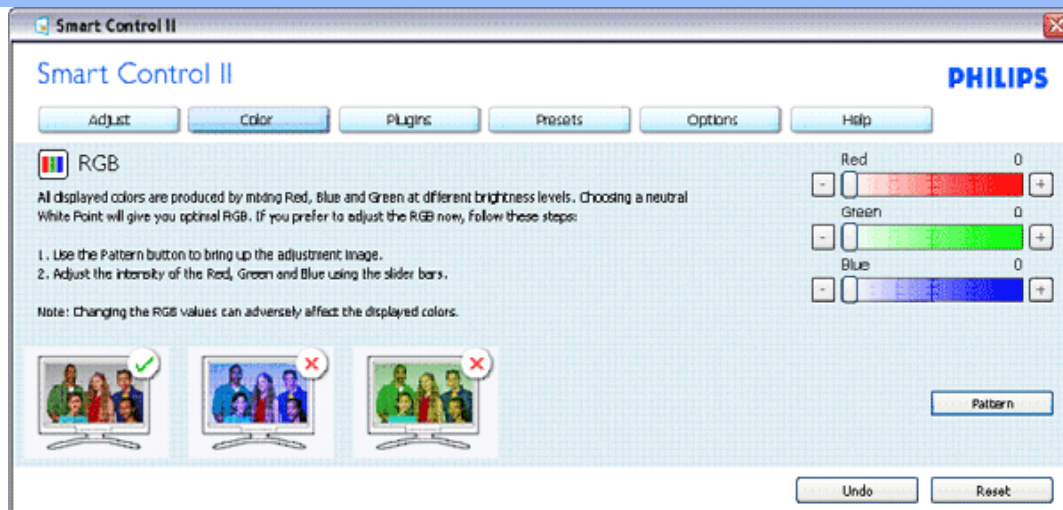 Smart Control II
Smart Control II
PHILIPS
Adjust Color Plugins Presets Options Help
RGB
All displayed colors are produced by mixing Red, Blue and Green at different brightness levels. Choosing a neutral
White Point will give you optimal RGB. If you prefer to adjust the RGB now, follow these steps:
1. Use the Pattern button to bring up the adjustment image.
2. Adjust the intensity of the Red, Green and Blue using the slider bars.
Note: Changing the RGB values can adversely affect the displayed colors.
Red 0
- +
Green 0
- +
Blue 0
- +
Pattern
Undo Reset